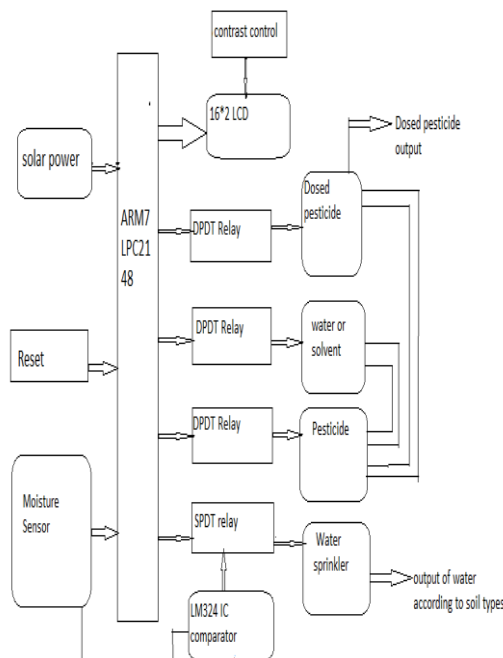 contrast control
16*2 LCD
solar power
ARM7
LPC21
48
Dosed pesticide
output
DPDT Relay
Dosed
pesticide
DPDT Relay
water or
solvent
Reset
DPDT Relay
Pesticide
Moisture
Sensor
SPDT relay
Water
sprinkler
output of water
according to soil types
LM324 IC
comparator